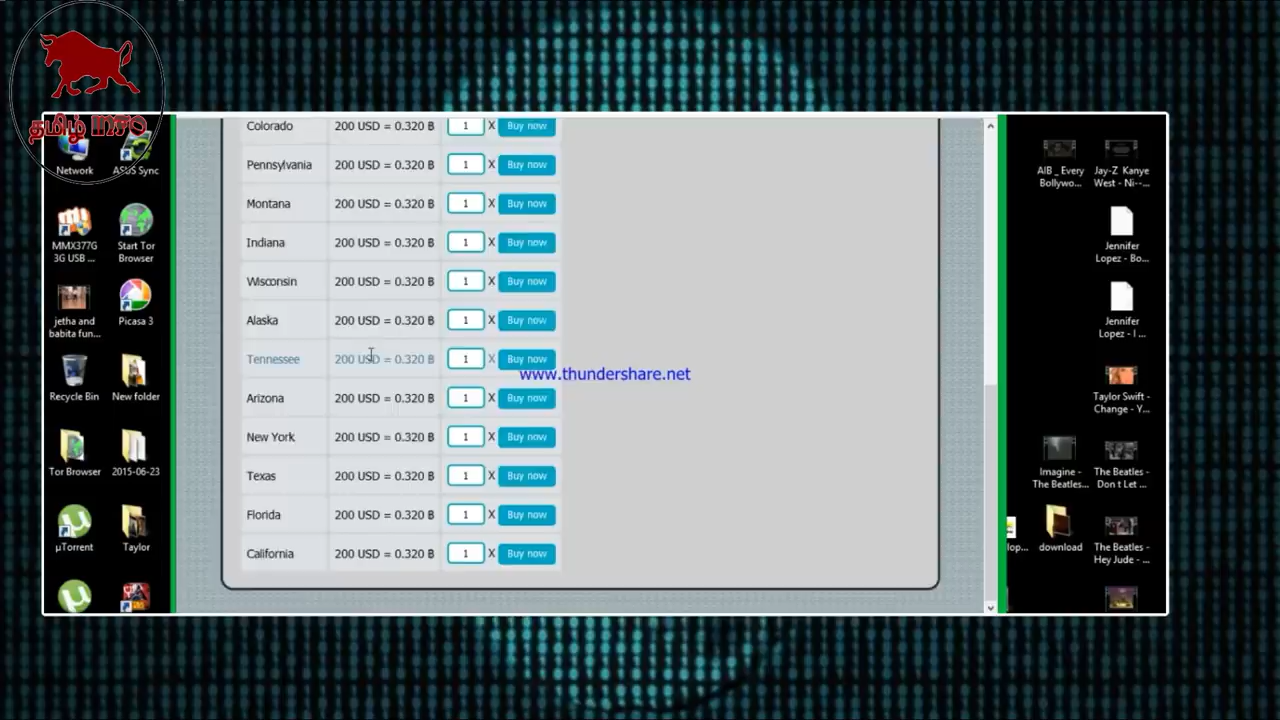 தமிழ் INFO
Network
ASUS Sync
MMX377G
3G USB ...
Start Tor
Browser
jetha and
babita fun...
Picasa 3
Recycle Bin
New folder
Tor Browser
2015-06-23
µTorrent
Taylor
Colorado 200 USD = 0.320 B 1 X Buy now
Pennsylvania 200 USD = 0.320 B 1 X Buy now
Montana 200 USD = 0.320 B 1 X Buy now
Indiana 200 USD = 0.320 B 1 X Buy now
Wisconsin 200 USD = 0.320 B 1 X Buy now
Alaska 200 USD = 0.320 B 1 X Buy now
Tennessee 200 USD = 0.320 B 1 X Buy now
www.thundershare.net
Arizona 200 USD = 0.320 B 1 X Buy now
New York 200 USD = 0.320 B 1 X Buy now
Texas 200 USD = 0.320 B 1 X Buy now
Florida 200 USD = 0.320 B 1 X Buy now
California 200 USD = 0.320 B 1 X Buy now
AIB _ Every
Bollywo...
Jay-Z Kanye
West - Ni--...
Jennifer
Lopez - Bo...
Jennifer
Lopez - I ...
Taylor Swift -
Change - Y...
Imagine -
The Beatles...
The Beatles -
Don t Let ...
lop...
download
The Beatles -
Hey Jude - ...